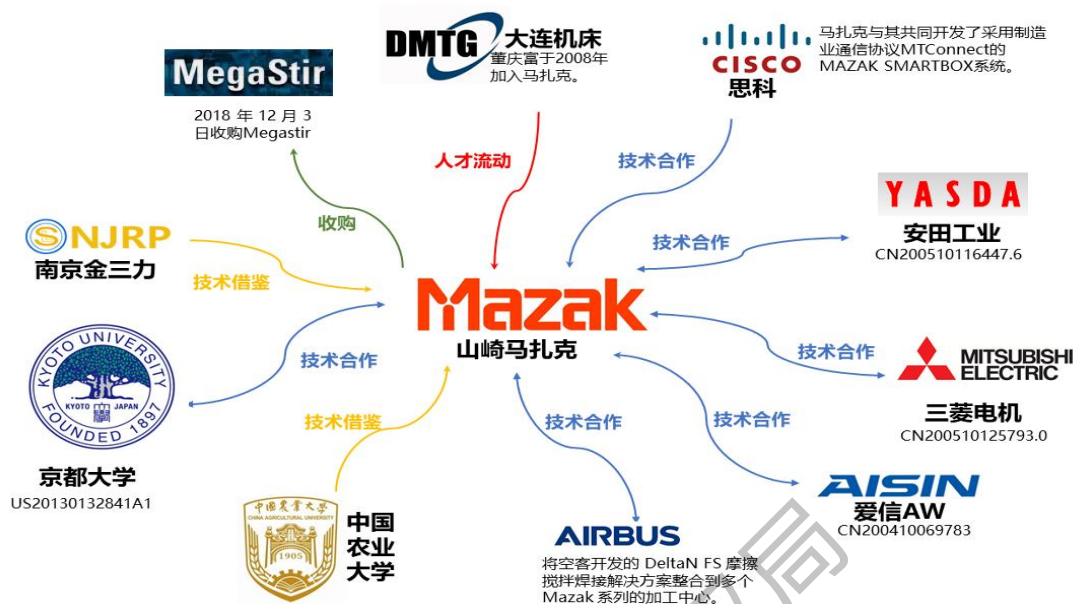 DMTG
大连机床
董庆富于2008年
加入马扎克。
CISCO
思科
马扎克与其共同开发了采用制造
业通信协议MTConnect的
MAZAK SMARTBOX系统。
MegaStir
2018 年 12 月 3
日收购Megastir
人才流动
技术合作
收购
YASDA
安田工业
CN200510116447.6
技术合作
S NJRP
南京金三力
技术借鉴
Mazak
山崎马扎克
KYOTO UNIVERSITY
KYOTO JAPAN
FOUNDED 1897
京都大学
US20130132841A1
技术合作
技术合作
MITSUBISHI
ELECTRIC
三菱电机
CN200510125793.0
技术借鉴
技术合作
技术合作
AISIN
爱信AW
CN200410069783
中国农业大学
CHINA AGRICULTURAL UNIVERSITY
1905
中国
农业
大学
AIRBUS
将空客开发的 DeltaN FS 摩擦
搅拌焊接解决方案整合到多个
Mazak 系列的加工中心。
局